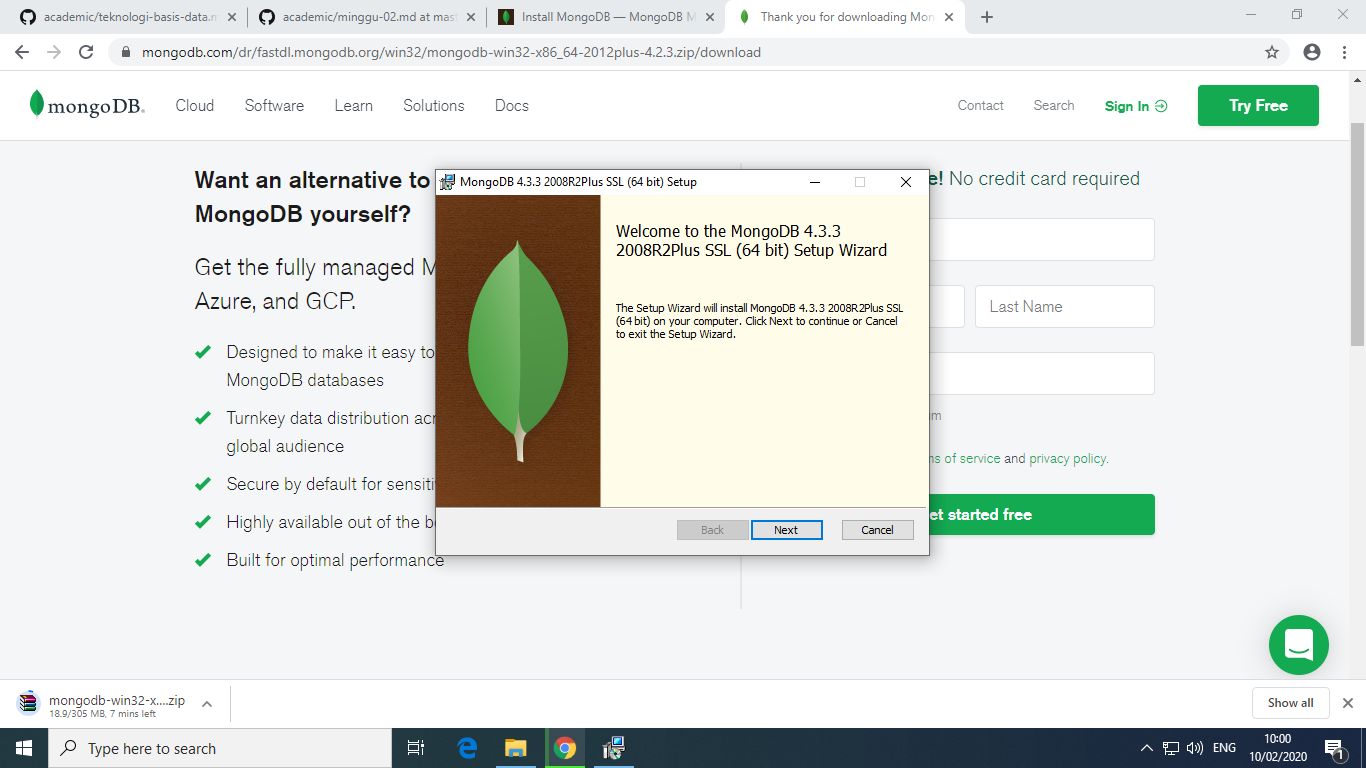 academic/teknologi-basis-data.m
academic/minggu-02.md at mast
Install MongoDB — MongoDB M
Thank you for downloading Mon
mongodb.com/dr/fastdl.mongodb.org/win32/mongodb-win32-x86_64-2012plus-4.2.3.zip/download
mongoDB.
Cloud
Software
Learn
Solutions
Docs
Contact
Search
Sign In
Try Free
Want an alternative to
MongoDB yourself?
e! No credit card required
Get the fully managed M
Azure, and GCP.
Last Name
Designed to make it easy to
MongoDB databases
Turnkey data distribution acr
global audience
Secure by default for sensiti
Highly available out of the b
Built for optimal performance
m
ms of service and privacy policy.
et started free
MongoDB 4.3.3 2008R2Plus SSL (64 bit) Setup
Welcome to the MongoDB 4.3.3
2008R2Plus SSL (64 bit) Setup Wizard
The Setup Wizard will install MongoDB 4.3.3 2008R2Plus SSL
(64 bit) on your computer. Click Next to continue or Cancel
to exit the Setup Wizard.
Back
Next
Cancel
mongodb-win32-x....zip
18.9/305 MB, 7 mins left
Show all
Type here to search
ENG
10:00
10/02/2020
1